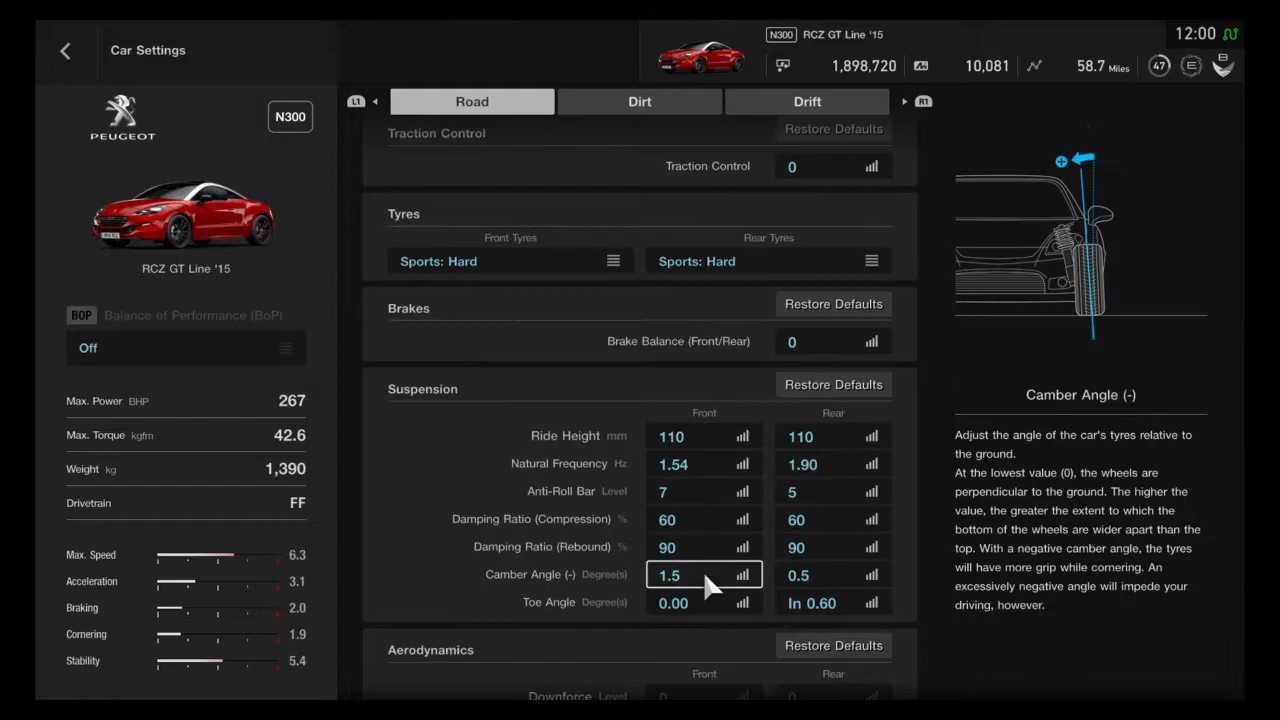 Car Settings
N300 RCZ GT Line '15
1,898,720
10,081
58.7 Miles
12:00
47
E
B
PEUGEOT
N300
RCZ GT Line '15
BOP Balance of Performance (BoP)
Off
Max. Power BHP 267
Max. Torque kgfm 42.6
Weight kg 1,390
Drivetrain FF
Max. Speed 6.3
Acceleration 3.1
Braking 2.0
Cornering 1.9
Stability 5.4
L1 Road Dirt Drift R1
Traction Control Restore Defaults
Traction Control 0
Tyres
Front Tyres Rear Tyres
Sports: Hard Sports: Hard
Brakes Restore Defaults
Brake Balance (Front/Rear) 0
Suspension Restore Defaults
Front Rear
Ride Height mm 110 110
Natural Frequency Hz 1.54 1.90
Anti-Roll Bar Level 7 5
Damping Ratio (Compression) % 60 60
Damping Ratio (Rebound) % 90 90
Camber Angle (-) Degree(s) 1.5 0.5
Toe Angle Degree(s) 0.00 In 0.60
Aerodynamics Restore Defaults
Front Rear
Downforce Level 0 0
Camber Angle (-)
Adjust the angle of the car's tyres relative to
the ground.
At the lowest value (0), the wheels are
perpendicular to the ground. The higher the
value, the greater the extent to which the
bottom of the wheels are wider apart than the
top. With a negative camber angle, the tyres
will have more grip while cornering. An
excessively negative angle will impede your
driving, however.